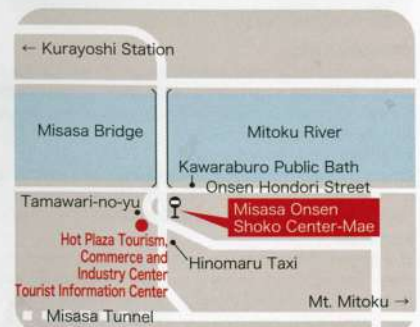 ← Kurayoshi Station
Misasa Bridge
Mitoku River
Kawaraburo Public Bath
Onsen Hondori Street
Tamawari-no-yu
Misasa Onsen
Shoko Center-Mae
Hot Plaza Tourism,
Commerce and
Industry Center
Tourist Information Center
Hinomaru Taxi
Mt. Mitoku →
Misasa Tunnel